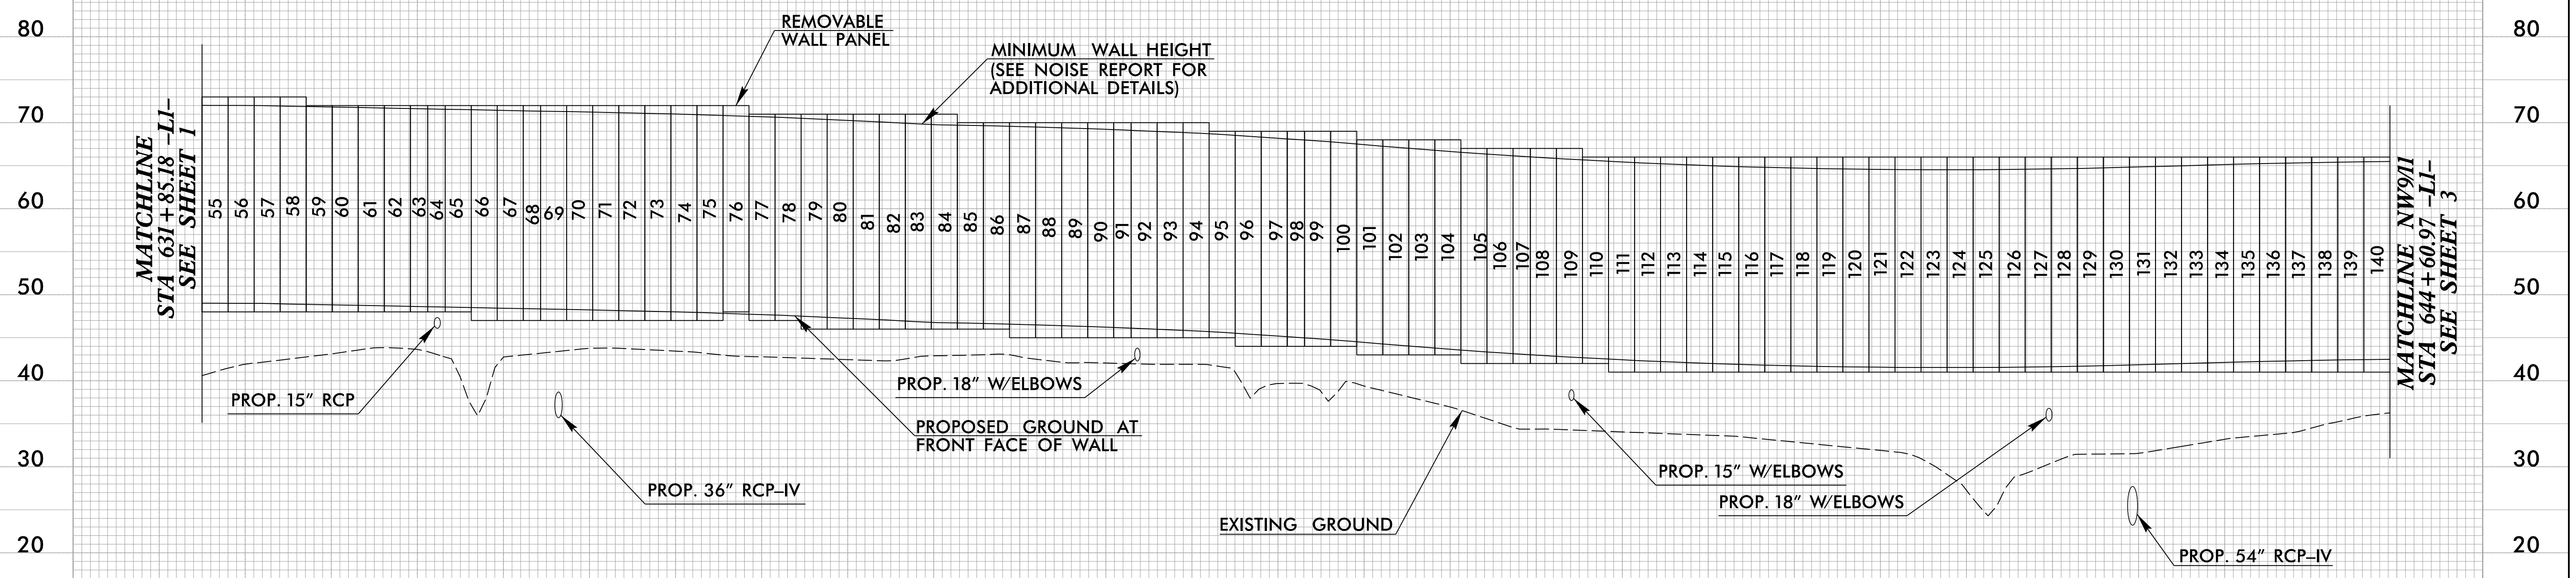 80
70
60
50
40
30
20
MATCHLINE
STA 631+85.18 -L1-
SEE SHEET 1
REMOVABLE
WALL PANEL
MINIMUM WALL HEIGHT
(SEE NOISE REPORT FOR
ADDITIONAL DETAILS)
55 56 57 58 59 60 61 62 63 64 65 66 67 68 69 70 71 72 73 74 75 76 77 78 79 80 81 82 83 84 85 86 87 88 89 90 91 92 93 94 95 96 97 98 99 100 101 102 103 104 105 106 107 108 109 110 111 112 113 114 115 116 117 118 119 120 121 122 123 124 125 126 127 128 129 130 131 132 133 134 135 136 137 138 139 140
PROP. 15" RCP
PROP. 36" RCP-IV
PROP. 18" W/ELBOWS
PROPOSED GROUND AT
FRONT FACE OF WALL
EXISTING GROUND
PROP. 15" W/ELBOWS
PROP. 18" W/ELBOWS
PROP. 54" RCP-IV
MATCHLINE NW9/11
STA 644+60.97 -L1-
SEE SHEET 3
80
70
60
50
40
30
20